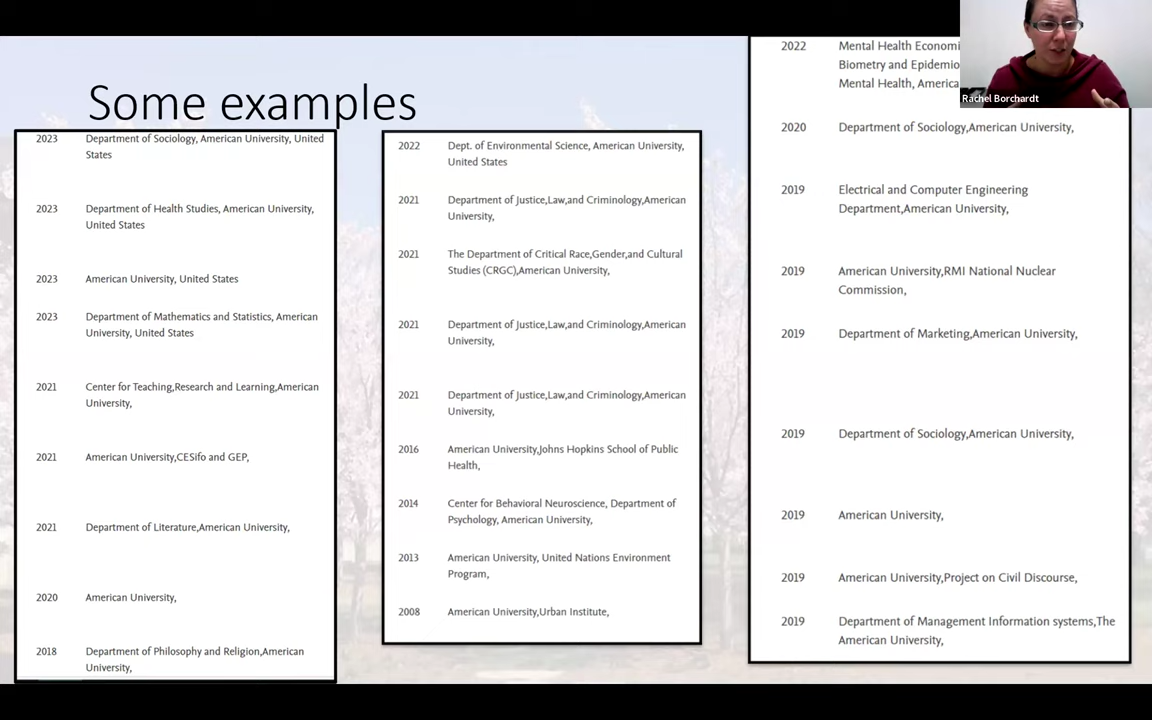 Some examples
2023 Department of Sociology, American University, United
States
2023 Department of Health Studies, American University,
United States
2023 American University, United States
2023 Department of Mathematics and Statistics, American
University, United States
2021 Center for Teaching,Research and Learning,American
University,
2021 American University,CESifo and GEP,
2021 Department of Literature,American University,
2020 American University,
2018 Department of Philosophy and Religion,American
University,
2022 Dept. of Environmental Science, American University,
United States
2021 Department of Justice,Law,and Criminology,American
University,
2021 The Department of Critical Race,Gender,and Cultural
Studies (CRGC),American University,
2021 Department of Justice,Law,and Criminology,American
University,
2021 Department of Justice,Law,and Criminology,American
University,
2016 American University,Johns Hopkins School of Public
Health,
2014 Center for Behavioral Neuroscience, Department of
Psychology, American University,
2013 American University, United Nations Environment
Program,
2008 American University,Urban Institute,
2022 Mental Health
Biometry and
Mental Health,
2020 Department of Sociology,American University,
2019 Electrical and Computer Engineering
Department,American University,
2019 American University,RMI National Nuclear
Commission,
2019 Department of Marketing,American University,
2019 Department of Sociology,American University,
2019 American University,
2019 American University,Project on Civil Discourse,
2019 Department of Management Information systems,The
American University,
Rachel Borchardt